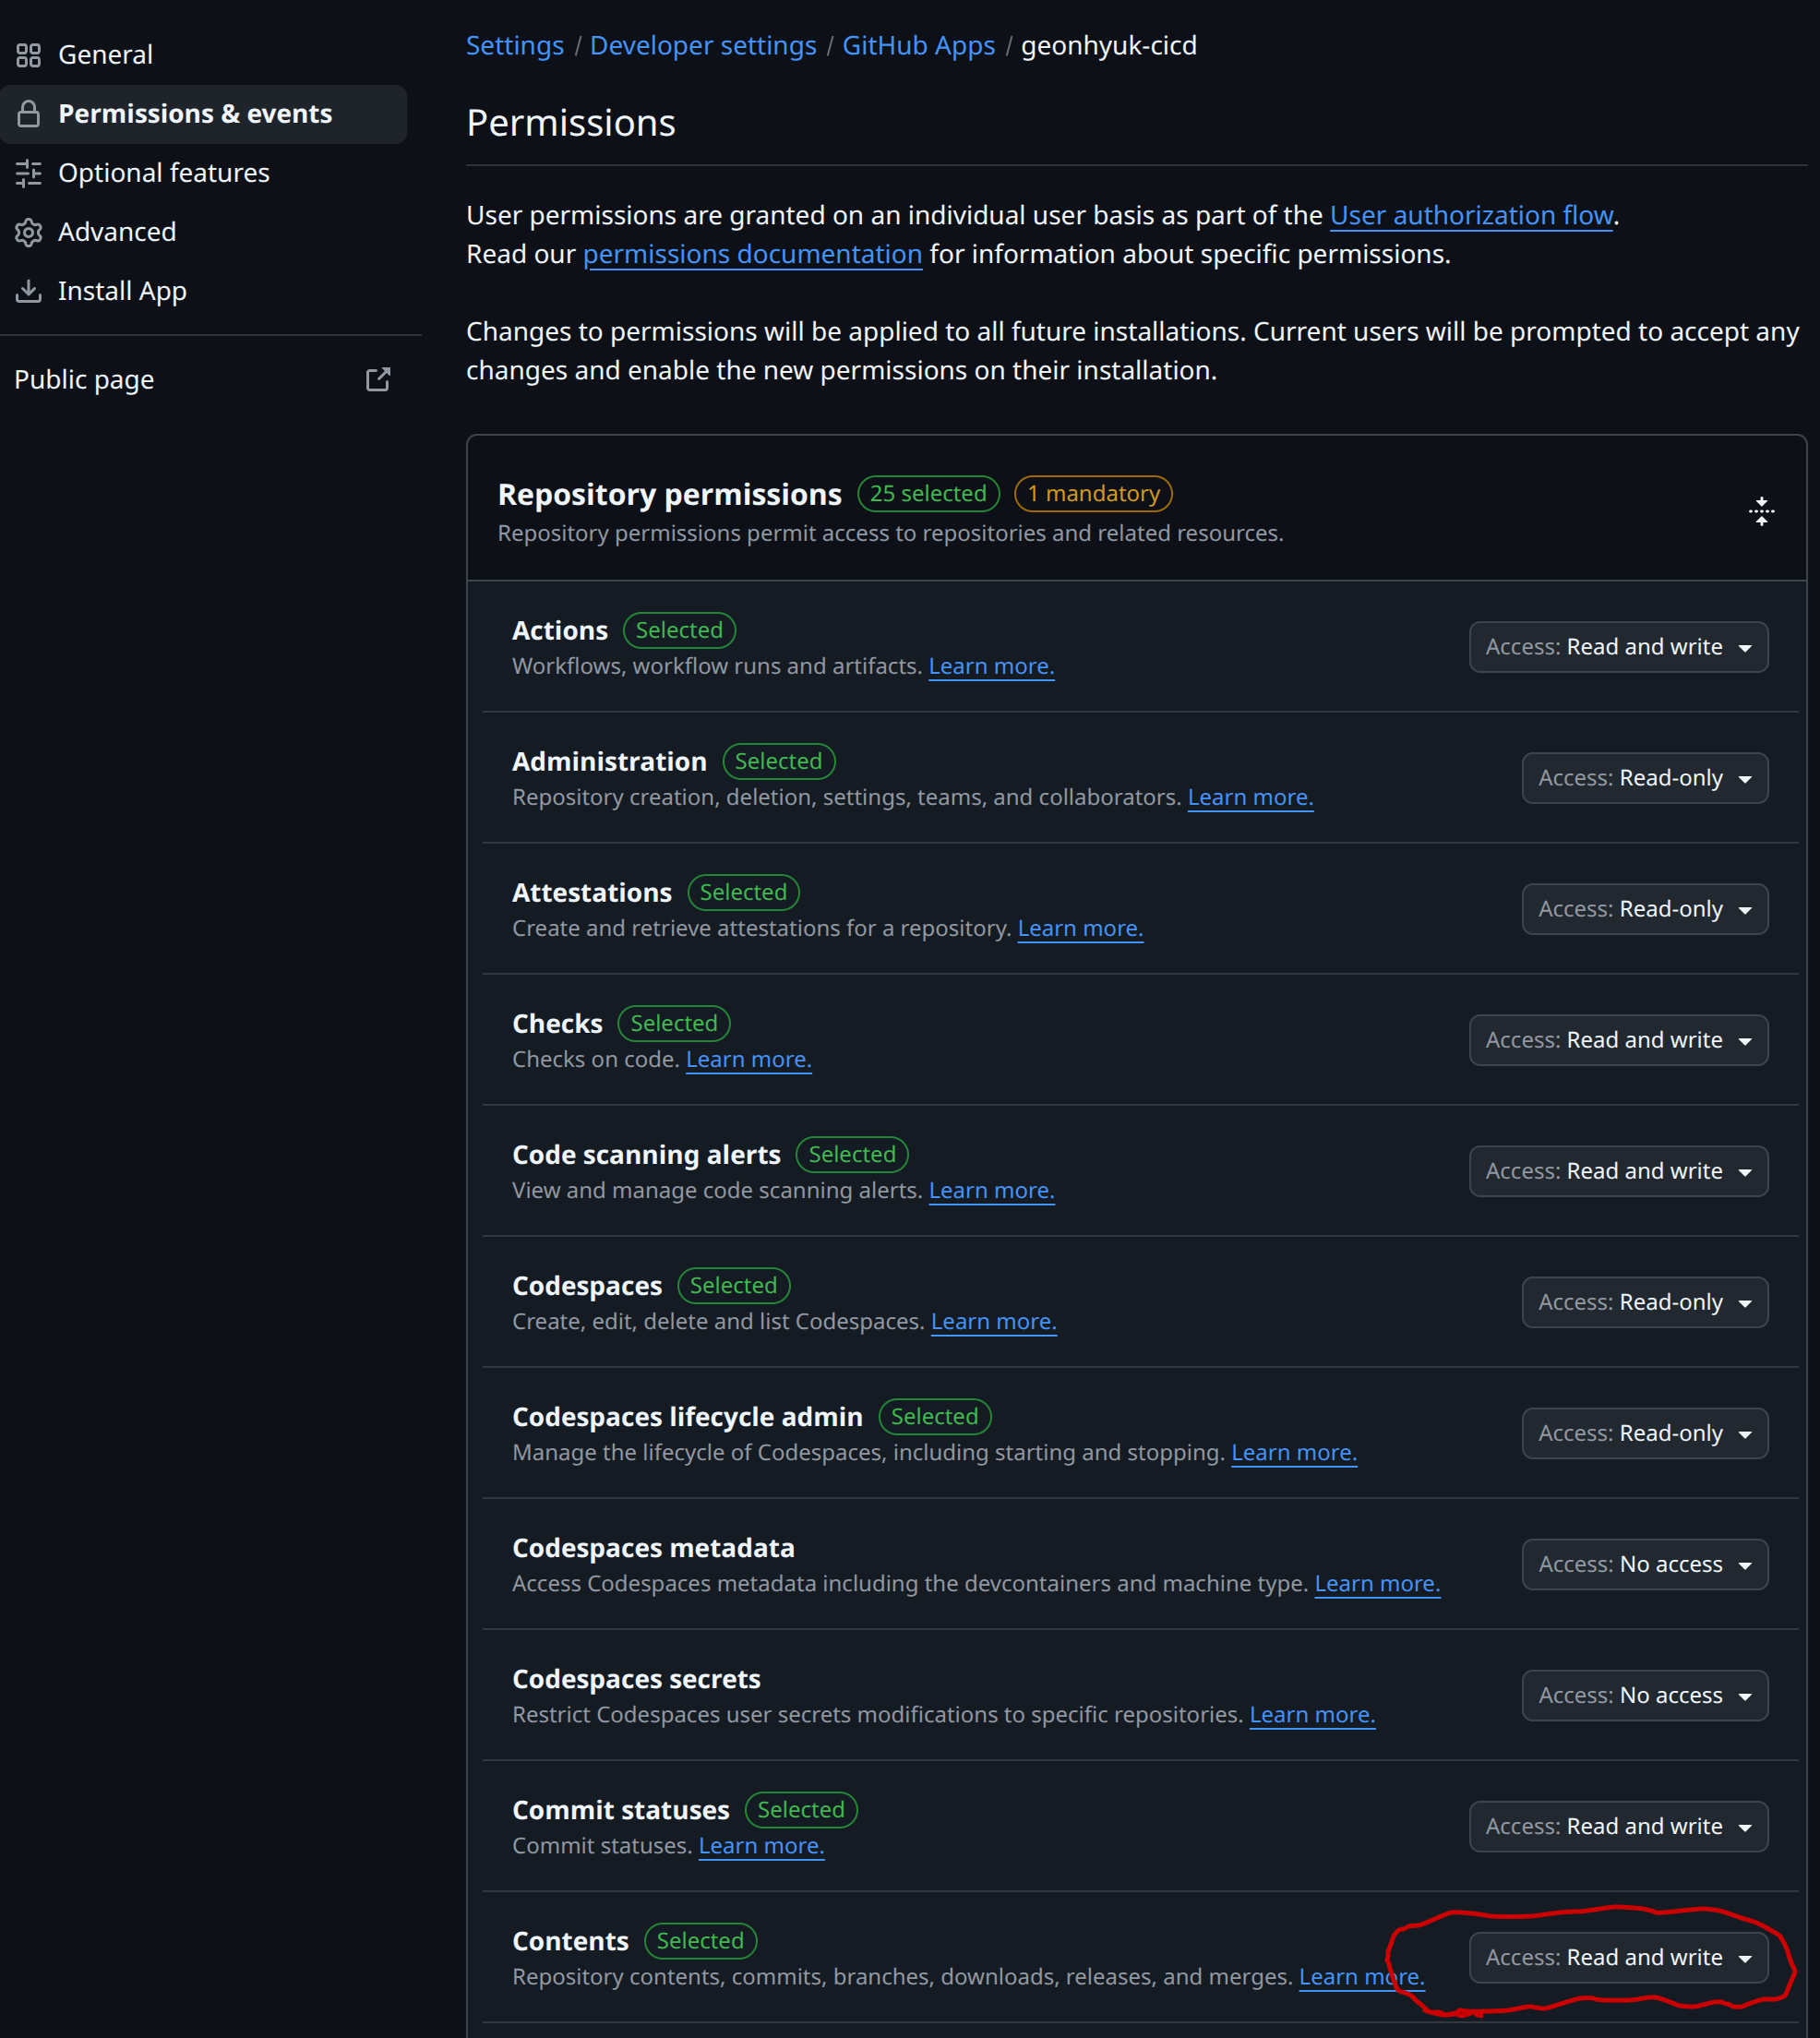 General
Permissions & events
Optional features
Advanced
Install App
Public page
Settings / Developer settings / GitHub Apps / geonhyuk-cicd
Permissions
User permissions are granted on an individual user basis as part of the User authorization flow.
Read our permissions documentation for information about specific permissions.
Changes to permissions will be applied to all future installations. Current users will be prompted to accept any
changes and enable the new permissions on their installation.
Repository permissions 25 selected 1 mandatory
Repository permissions permit access to repositories and related resources.
Actions Selected
Workflows, workflow runs and artifacts. Learn more.
Access: Read and write
Administration Selected
Repository creation, deletion, settings, teams, and collaborators. Learn more.
Access: Read-only
Attestations Selected
Create and retrieve attestations for a repository. Learn more.
Access: Read-only
Checks Selected
Checks on code. Learn more.
Access: Read and write
Code scanning alerts Selected
View and manage code scanning alerts. Learn more.
Access: Read and write
Codespaces Selected
Create, edit, delete and list Codespaces. Learn more.
Access: Read-only
Codespaces lifecycle admin Selected
Manage the lifecycle of Codespaces, including starting and stopping. Learn more.
Access: Read-only
Codespaces metadata
Access Codespaces metadata including the devcontainers and machine type. Learn more.
Access: No access
Codespaces secrets
Restrict Codespaces user secrets modifications to specific repositories. Learn more.
Access: No access
Commit statuses Selected
Commit statuses. Learn more.
Access: Read and write
Contents Selected
Repository contents, commits, branches, downloads, releases, and merges. Learn more.
Access: Read and write